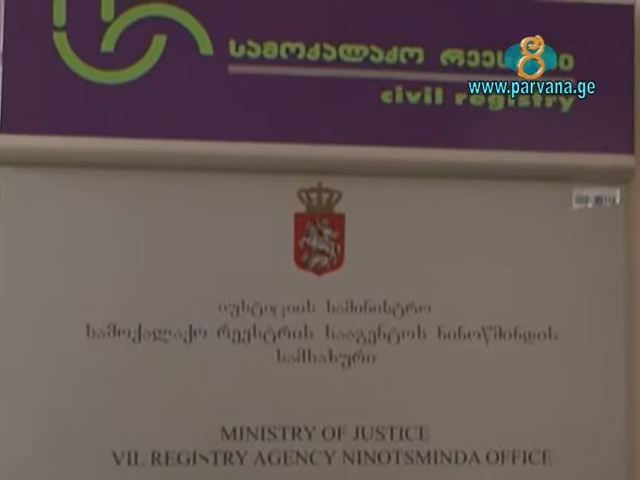 სამოქალაქო
www.parvana.ge
civil registry
იუსტიციის სამინისტრო
სამოქალაქო რეესტრის სააგენტოს ნინოწმინდის
სამსახური
MINISTRY OF JUSTICE
VIL REGISTRY AGENCY NINOTSMINDA OFFICE